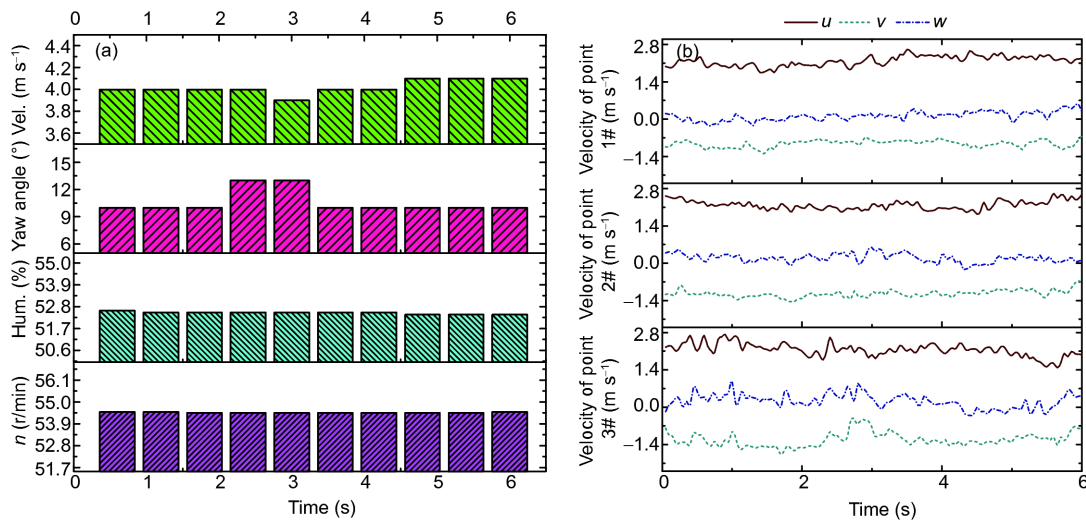 0 1 2 3 4 5 6
(a)
Vel. (m s⁻¹)
4.4
4.2
4.0
3.8
3.6
Yaw angle (°)
15
12
9
6
Hum. (%)
55.0
53.9
52.8
51.7
50.6
n (r/min)
56.1
55.0
53.9
52.8
51.7
0 1 2 3 4 5 6
Time (s)
u v w
(b)
Velocity of point
1# (m s⁻¹)
2.8
1.4
0.0
−1.4
Velocity of point
2# (m s⁻¹)
2.8
1.4
0.0
−1.4
Velocity of point
3# (m s⁻¹)
2.8
1.4
0.0
−1.4
0 2 4 6
Time (s)